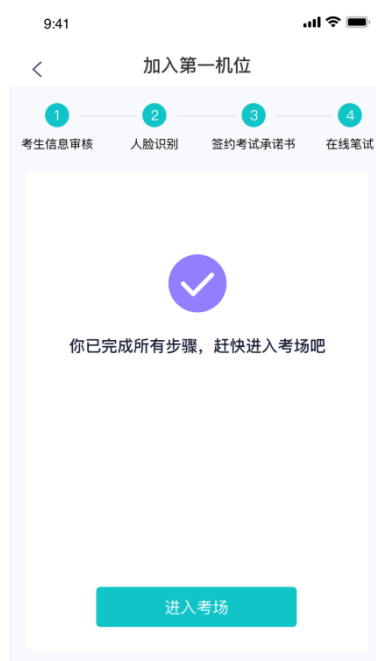 9:41
加入第一机位
1 2 3 4
考生信息审核 人脸识别 签约考试承诺书 在线笔试
你已完成所有步骤，赶快进入考场吧
进入考场